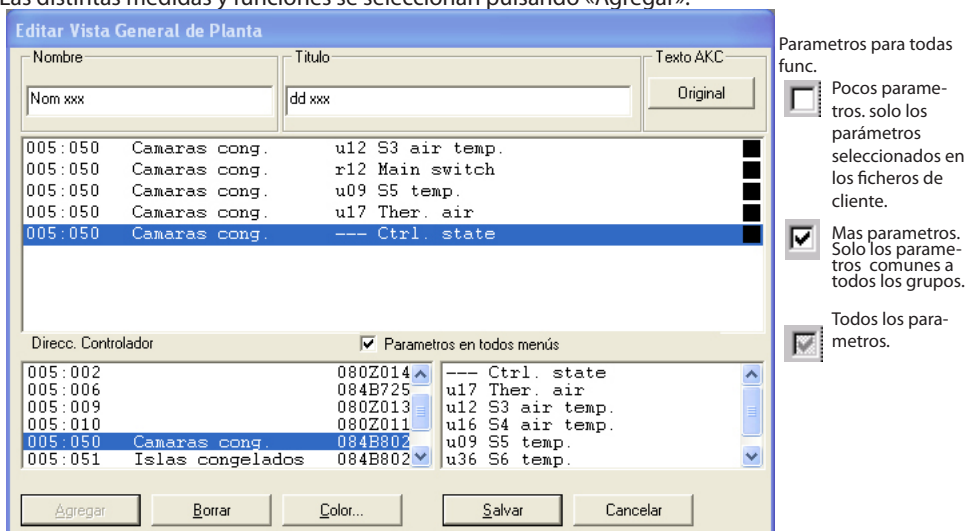 Las distintas medidas y funciones se seleccionan pulsando «Agregar».
Editar Vista General de Planta
Nombre
Titulo
Texto AKC
Nom xxx
dd xxx
Original
005:050 Camaras cong. u12 S3 air temp.
005:050 Camaras cong. r12 Main switch
005:050 Camaras cong. u09 S5 temp.
005:050 Camaras cong. u17 Ther. air
005:050 Camaras cong. --- Ctrl. state
Direcc. Controlador
Parametros en todos menús
005:002 080Z014
005:006 084B725
005:009 080Z013
005:010 080Z011
005:050 Camaras cong. 084B802
005:051 Islas congelados 084B802
--- Ctrl. state
u17 Ther. air
u12 S3 air temp.
u16 S4 air temp.
u09 S5 temp.
u36 S6 temp.
Agregar
Borrar
Color...
Salvar
Cancelar
Parametros para todas
func.
Pocos parame-
tros. solo los
parámetros
seleccionados en
los ficheros de
cliente.
Mas parametros.
Solo los parame-
tros comunes a
todos los grupos.
Todos los para-
metros.